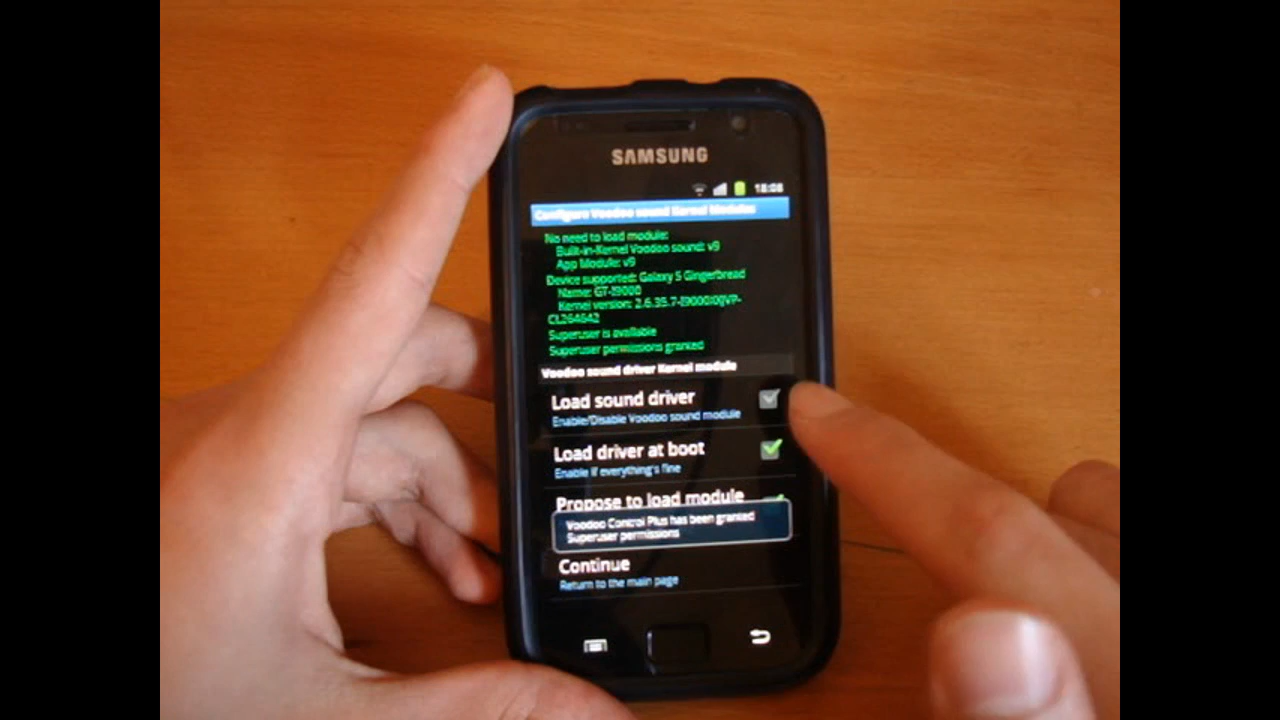 SAMSUNG
18:08
Configure Voodoo sound Kernel Modules
No need to load module:
Built-in-Kernel Voodoo sound: v9
App Module: v9
Device supported: Galaxy S Gingerbread
Name: GT-I9000
Kernel version: 2.6.35.7-I9000XXJVP-
CL264642
Superuser is available
Superuser permissions granted
Voodoo sound driver Kernel module
Load sound driver
Enable/Disable Voodoo sound module
Load driver at boot
Enable if everything's fine
Propose to load module
Voodoo Control Plus has been granted
Superuser permissions
Continue
Return to the main page